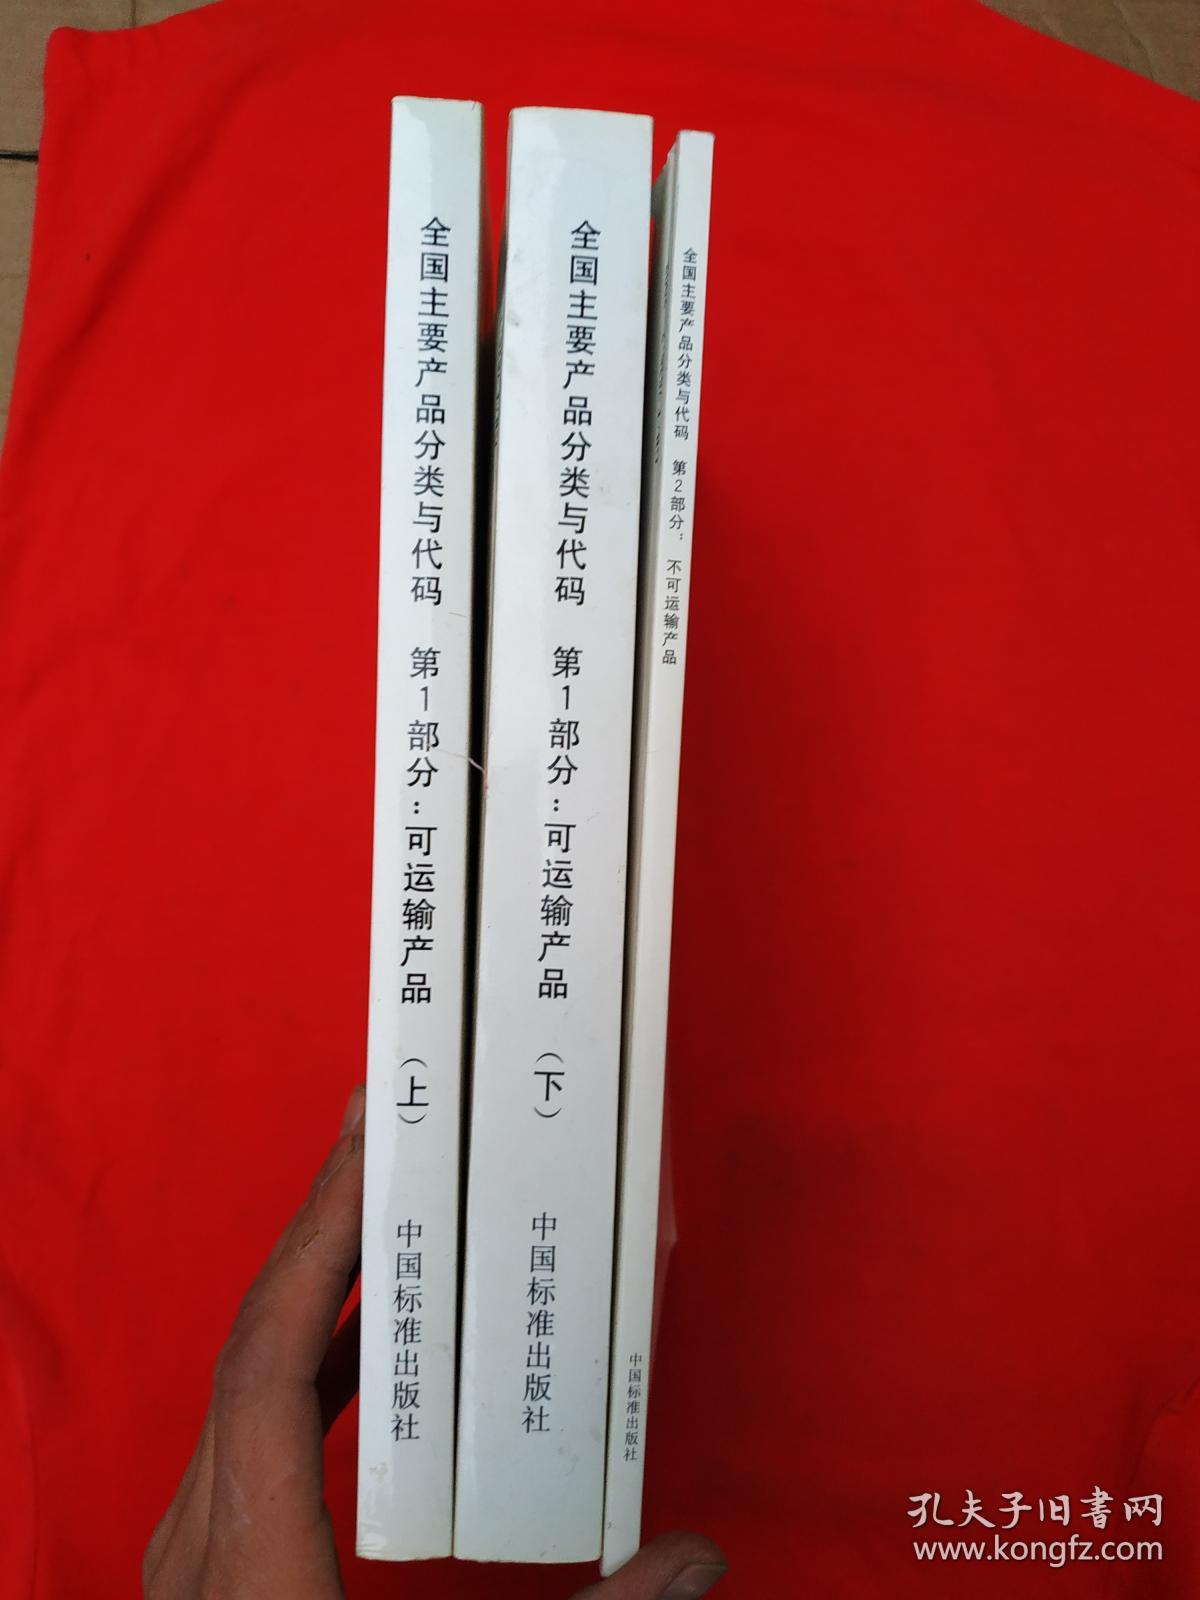 全国主要产品分类与代码 第1部分:可运输产品 (上) 中国标准出版社
全国主要产品分类与代码 第1部分:可运输产品 (下) 中国标准出版社
全国主要产品分类与代码 第2部分: 不可运输产品 中国标准出版社
孔夫子旧书网
www.kongfz.com